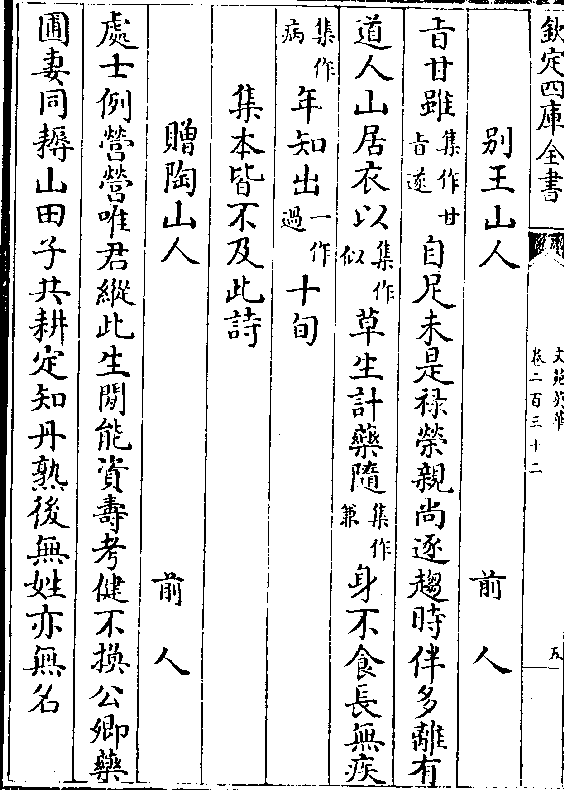 欽定四庫全書
文苑英華
卷二百三十二
五
别王山人 前人
旨甘雖集作甘旨遂自足未是禄榮親尚逐趨時伴多離有
道人山居衣以集作似草生計藥隨集作兼身不食長無疾
集作病年知出一作過十旬
集本皆不及此詩
贈陶山人 前人
處士例營營唯君縱此生閒能資壽考健不換公卿藥
圃妻同耨山田子共耕定知丹熟後無姓亦無名